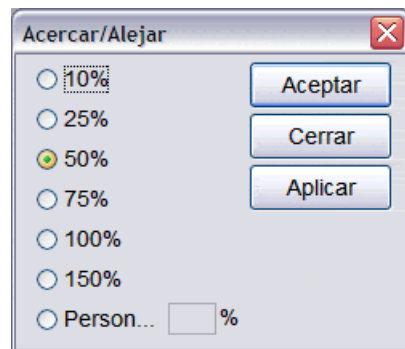 Acercar/Alejar
10%
Aceptar
25%
Cerrar
50%
75%
Aplicar
100%
150%
Person... %